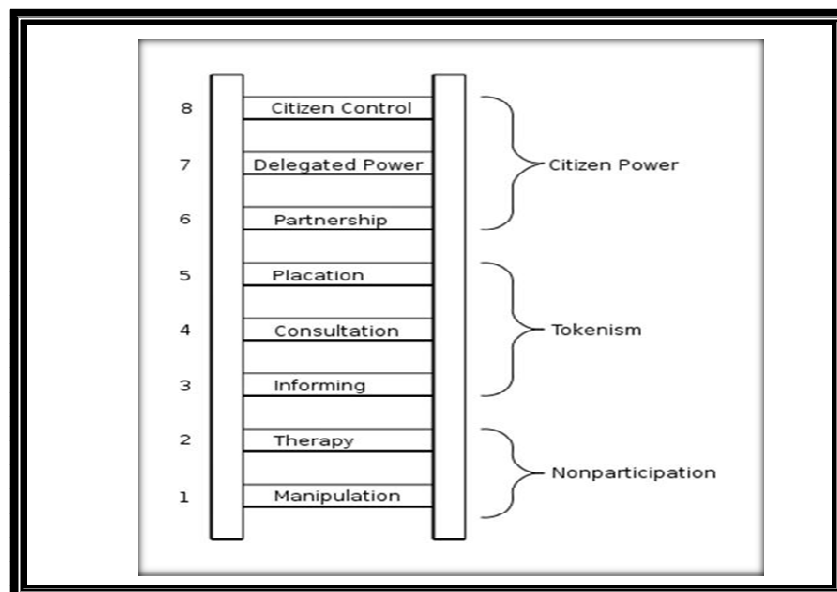 8 Citizen Control
7 Delegated Power Citizen Power
6 Partnership
5 Placation
4 Consultation Tokenism
3 Informing
2 Therapy
Nonparticipation
1 Manipulation